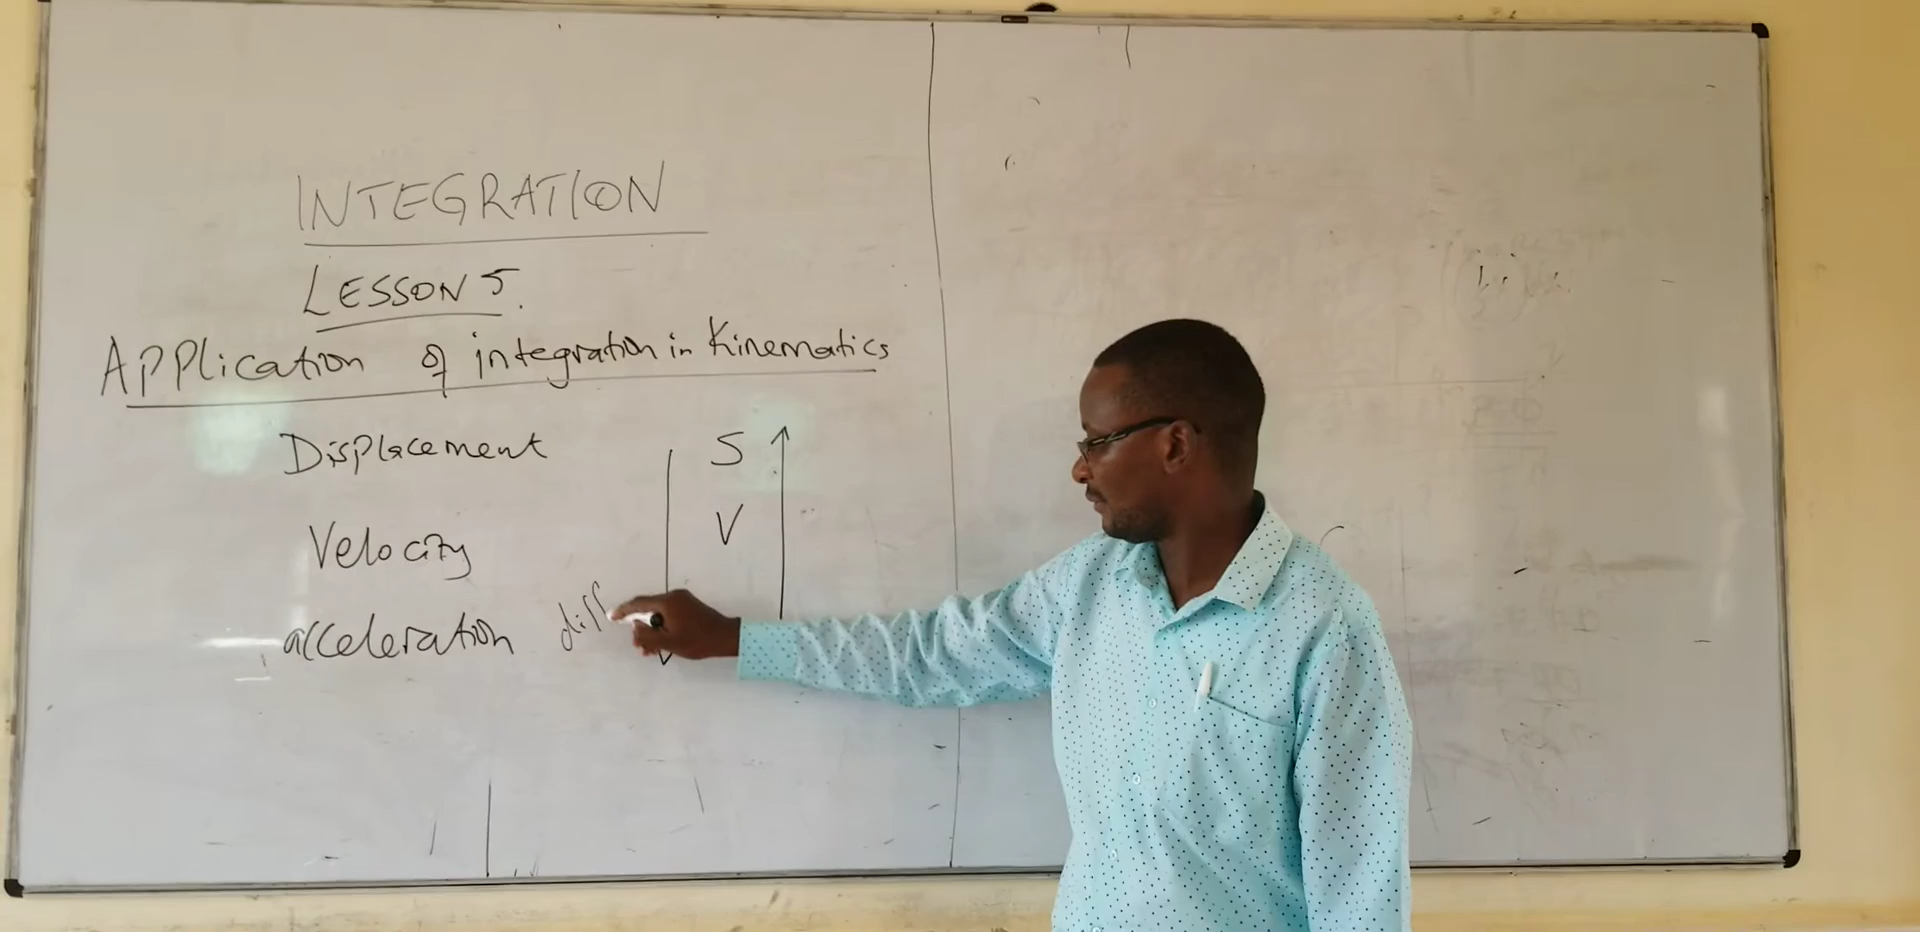 INTEGRATION
LESSON 5.
Application of integration in Kinematics
Displacement S
Velocity V
acceleration diff